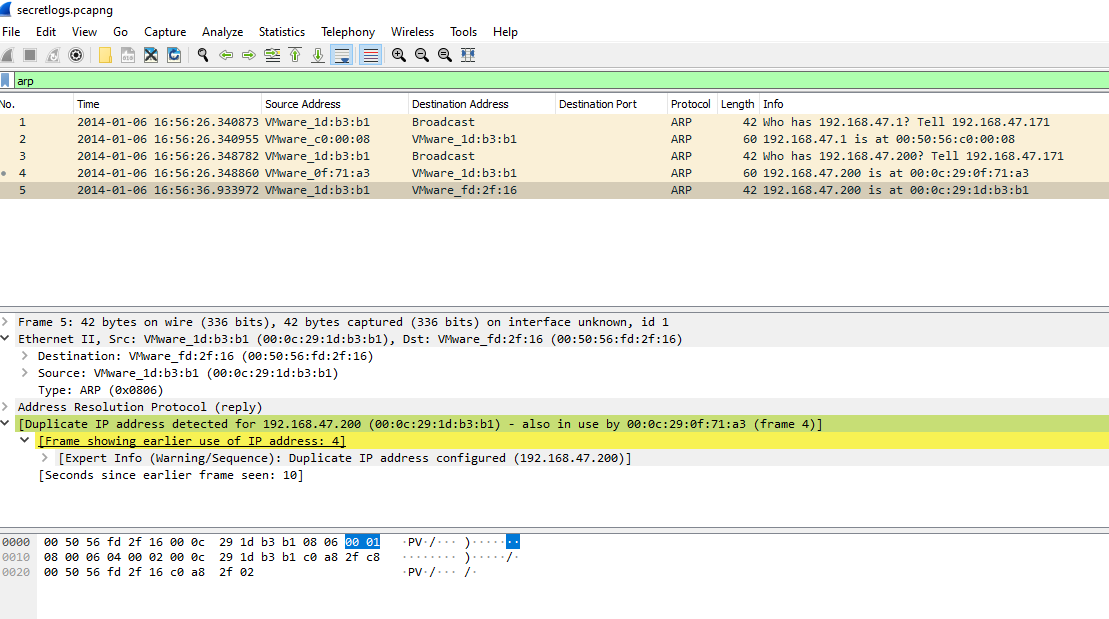 secretlogs.pcapng
File Edit View Go Capture Analyze Statistics Telephony Wireless Tools Help
arp
No. Time Source Address Destination Address Destination Port Protocol Length Info
1 2014-01-06 16:56:26.340873 VMware_1d:b3:b1 Broadcast ARP 42 Who has 192.168.47.1? Tell 192.168.47.171
2 2014-01-06 16:56:26.340955 VMware_c0:00:08 VMware_1d:b3:b1 ARP 60 192.168.47.1 is at 00:50:56:c0:00:08
3 2014-01-06 16:56:26.348782 VMware_1d:b3:b1 Broadcast ARP 42 Who has 192.168.47.200? Tell 192.168.47.171
4 2014-01-06 16:56:26.348860 VMware_0f:71:a3 VMware_1d:b3:b1 ARP 60 192.168.47.200 is at 00:0c:29:0f:71:a3
5 2014-01-06 16:56:36.933972 VMware_1d:b3:b1 VMware_fd:2f:16 ARP 42 192.168.47.200 is at 00:0c:29:1d:b3:b1
Frame 5: 42 bytes on wire (336 bits), 42 bytes captured (336 bits) on interface unknown, id 1
Ethernet II, Src: VMware_1d:b3:b1 (00:0c:29:1d:b3:b1), Dst: VMware_fd:2f:16 (00:50:56:fd:2f:16)
Destination: VMware_fd:2f:16 (00:50:56:fd:2f:16)
Source: VMware_1d:b3:b1 (00:0c:29:1d:b3:b1)
Type: ARP (0x0806)
Address Resolution Protocol (reply)
[Duplicate IP address detected for 192.168.47.200 (00:0c:29:1d:b3:b1) - also in use by 00:0c:29:0f:71:a3 (frame 4)]
[Frame showing earlier use of IP address: 4]
[Expert Info (Warning/Sequence): Duplicate IP address configured (192.168.47.200)]
[Seconds since earlier frame seen: 10]
0000 00 50 56 fd 2f 16 00 0c 29 1d b3 b1 08 06 00 01 ·PV·/··· )·······
0010 08 00 06 04 00 02 00 0c 29 1d b3 b1 c0 a8 2f c8 ········ )·····/·
0020 00 50 56 fd 2f 16 c0 a8 2f 02 ·PV·/··· /·